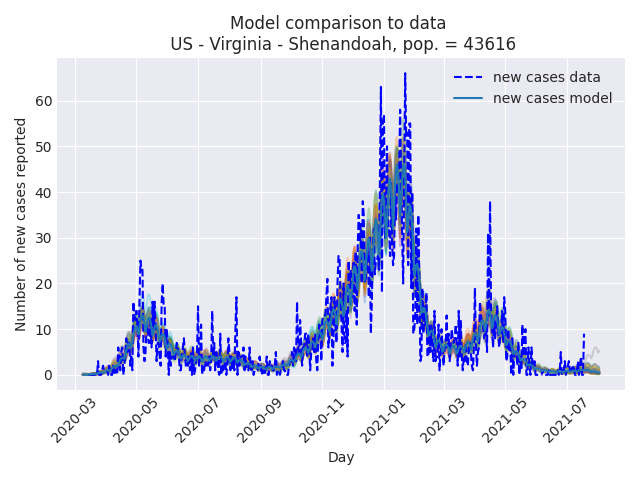 Model comparison to data
US - Virginia - Shenandoah, pop. = 43616
new cases data
new cases model
Number of new cases reported
60
50
40
30
20
10
0
2020-03
2020-05
2020-07
2020-09
2020-11
2021-01
2021-03
2021-05
2021-07
Day